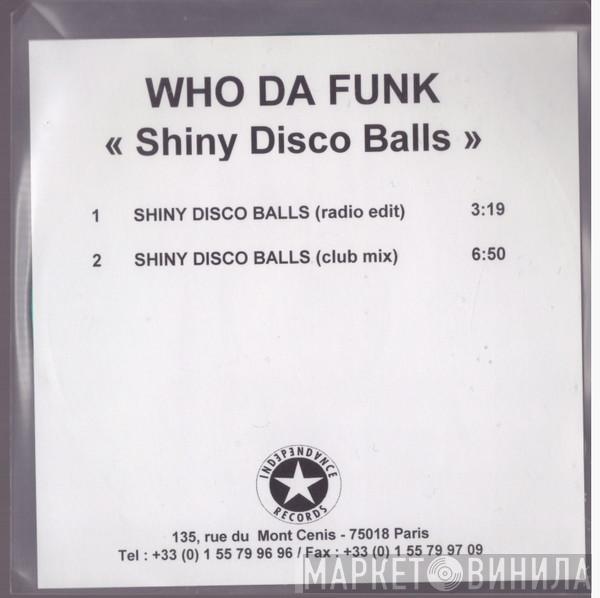 WHO DA FUNK
« Shiny Disco Balls »
1 SHINY DISCO BALLS (radio edit) 3:19
2 SHINY DISCO BALLS (club mix) 6:50
INDEPENDANCE
RECORDS
135, rue du Mont Cenis - 75018 Paris
Tel : +33 (0) 1 55 79 96 96 / Fax : +33 (0) 1 55 79 97 09
МАРКЕТ ВИНИЛА